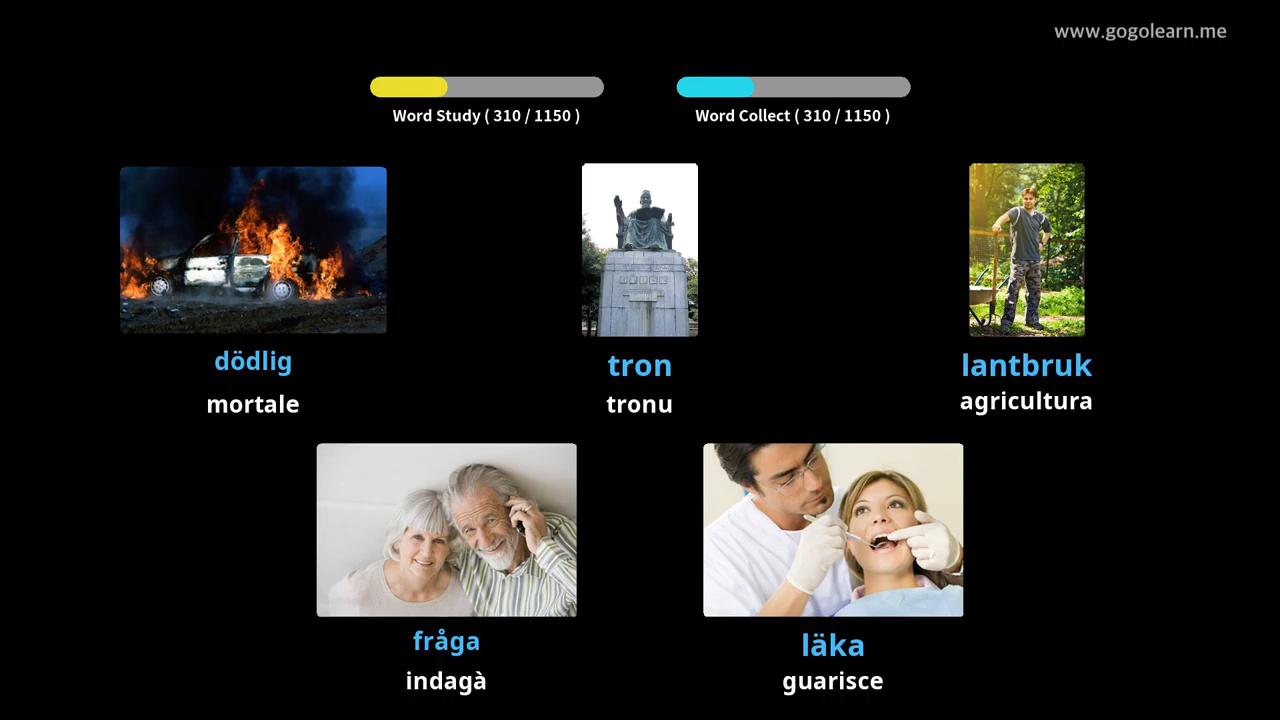 www.gogolearn.me
Word Study ( 310 / 1150 )
Word Collect ( 310 / 1150 )
dödlig
mortale
tron
tronu
lantbruk
agricultura
fråga
indagà
läka
guarisce